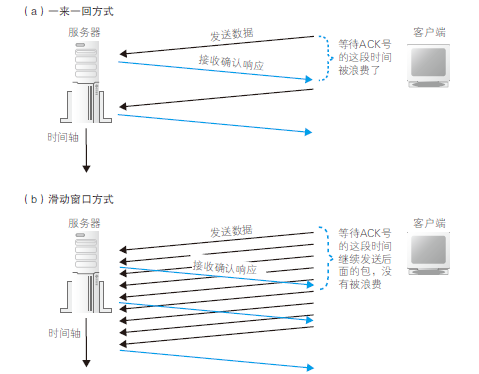 （a）一来一回方式
服务器
发送数据
接收确认响应
等待ACK号
的这段时间
被浪费了
客户端
时间轴
（b）滑动窗口方式
服务器
发送数据
接收确认响应
等待ACK号
的这段时间
继续发送后
面的包，没
有被浪费
客户端
时间轴